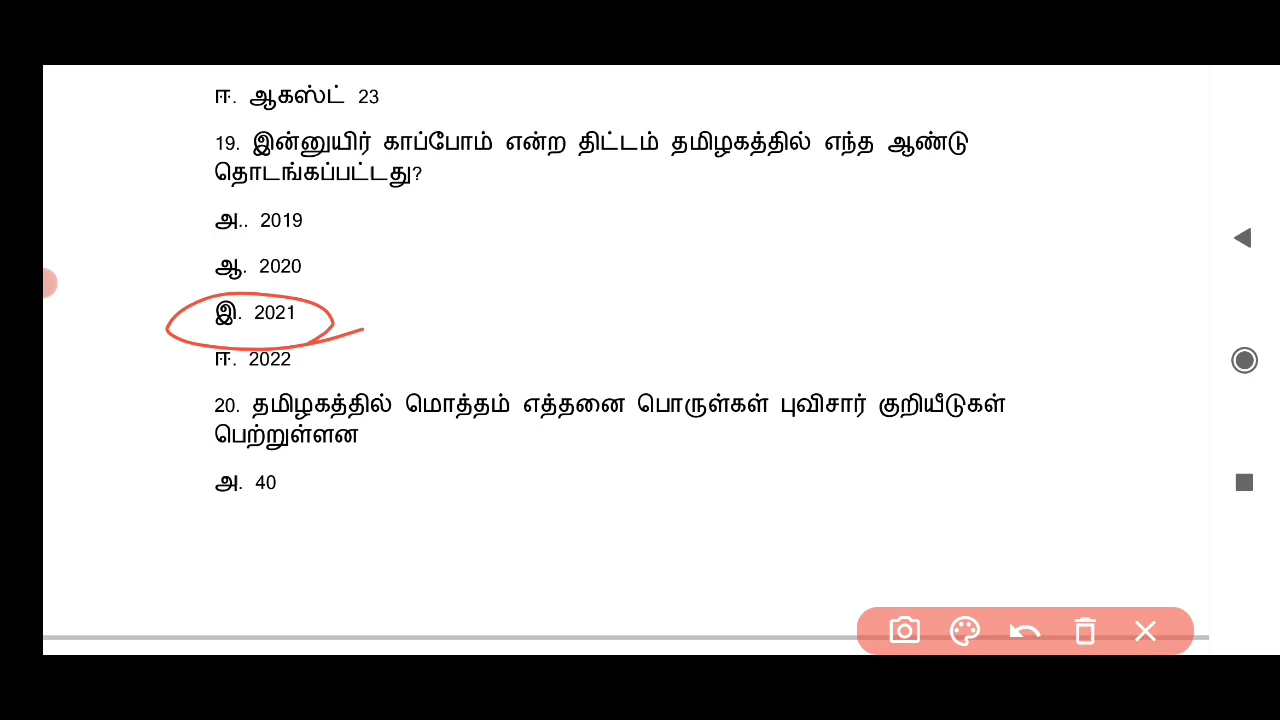 ஈ. ஆகஸ்ட் 23
19. இன்னுயிர் காப்போம் என்ற திட்டம் தமிழகத்தில் எந்த ஆண்டு
தொடங்கப்பட்டது?
அ.. 2019
ஆ. 2020
இ. 2021
ஈ. 2022
20. தமிழகத்தில் மொத்தம் எத்தனை பொருள்கள் புவிசார் குறியீடுகள்
பெற்றுள்ளன
அ. 40